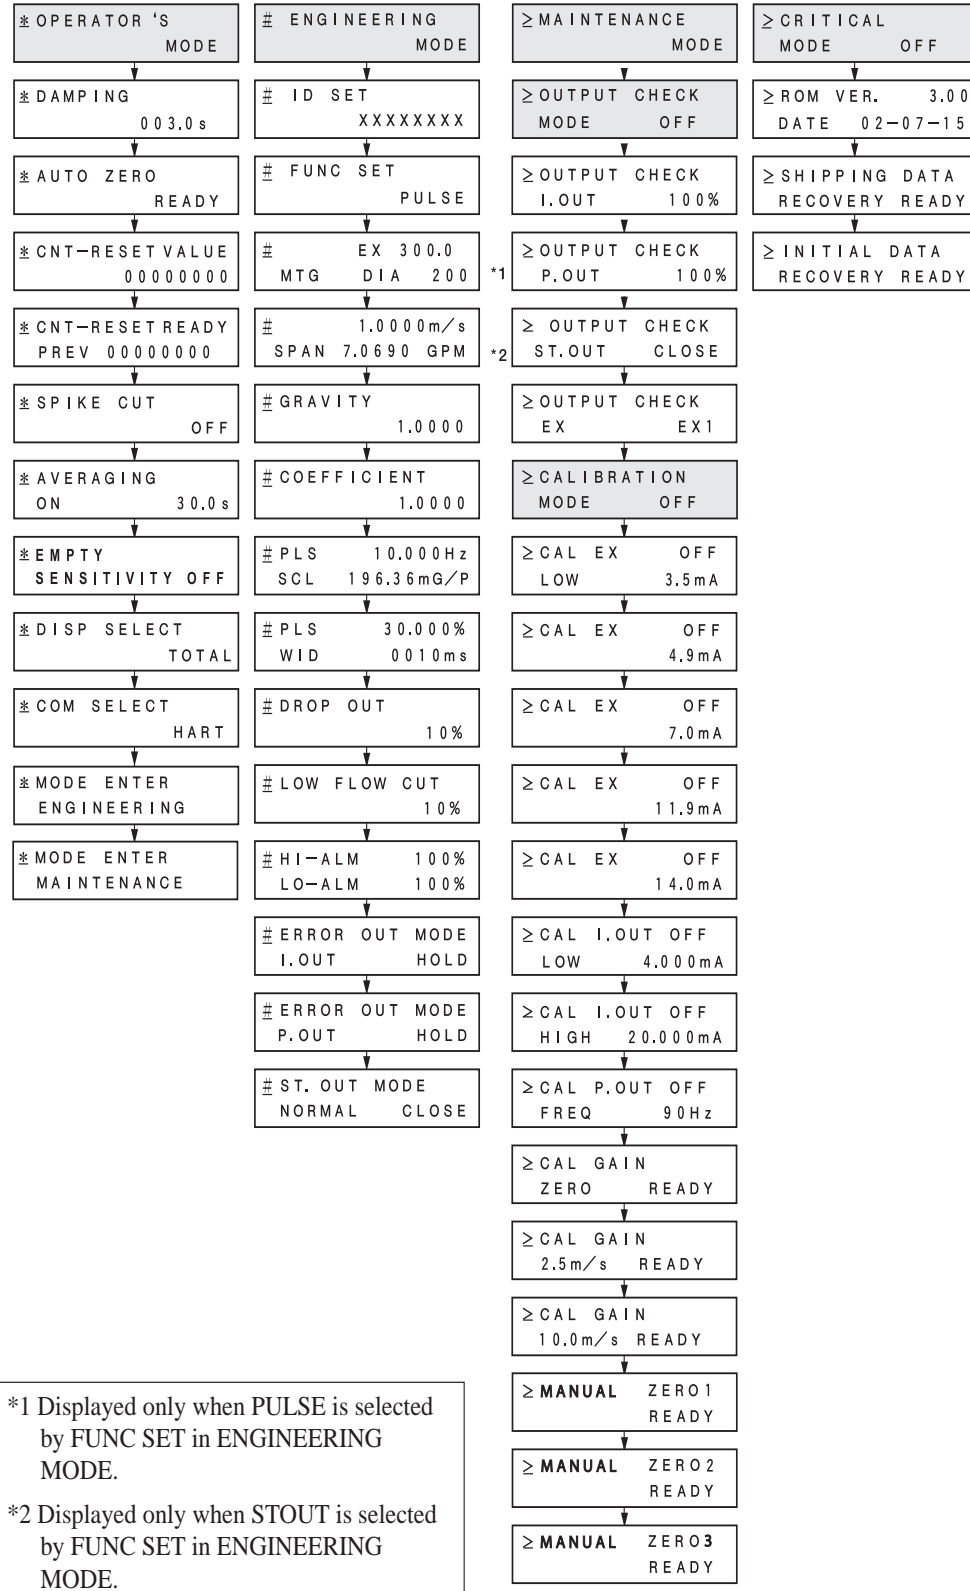 * OPERATOR 'S
MODE
* DAMPING
003.0s
* AUTO ZERO
READY
* CNT-RESET VALUE
00000000
* CNT-RESET READY
PREV 00000000
* SPIKE CUT
OFF
* AVERAGING
ON 30.0s
* EMPTY
SENSITIVITY OFF
* DISP SELECT
TOTAL
* COM SELECT
HART
* MODE ENTER
ENGINEERING
* MODE ENTER
MAINTENANCE
# ENGINEERING
MODE
# ID SET
XXXXXXXX
# FUNC SET
PULSE
# EX 300.0
MTG DIA 200
# 1.0000m/s
SPAN 7.0690 GPM
# GRAVITY
1.0000
# COEFFICIENT
1.0000
# PLS 10.000Hz
SCL 196.36mG/P
# PLS 30.000%
WID 0010ms
# DROP OUT
10%
# LOW FLOW CUT
10%
# HI-ALM 100%
LO-ALM 100%
# ERROR OUT MODE
I.OUT HOLD
# ERROR OUT MODE
P.OUT HOLD
# ST. OUT MODE
NORMAL CLOSE
≥ MAINTENANCE
MODE
≥ OUTPUT CHECK
MODE OFF
≥ OUTPUT CHECK
I.OUT 100%
≥ OUTPUT CHECK
*1 P.OUT 100%
≥ OUTPUT CHECK
*2 ST.OUT CLOSE
≥ OUTPUT CHECK
EX EX1
≥ CALIBRATION
MODE OFF
≥ CAL EX OFF
LOW 3.5mA
≥ CAL EX OFF
4.9mA
≥ CAL EX OFF
7.0mA
≥ CAL EX OFF
11.9mA
≥ CAL EX OFF
14.0mA
≥ CAL I.OUT OFF
LOW 4.000mA
≥ CAL I.OUT OFF
HIGH 20.000mA
≥ CAL P.OUT OFF
FREQ 90Hz
≥ CAL GAIN
ZERO READY
≥ CAL GAIN
2.5m/s READY
≥ CAL GAIN
10.0m/s READY
≥ MANUAL ZERO1
READY
≥ MANUAL ZERO2
READY
≥ MANUAL ZERO3
READY
≥ CRITICAL
MODE OFF
≥ ROM VER. 3.00
DATE 02-07-15
≥ SHIPPING DATA
RECOVERY READY
≥ INITIAL DATA
RECOVERY READY
*1 Displayed only when PULSE is selected
by FUNC SET in ENGINEERING
MODE.
*2 Displayed only when STOUT is selected
by FUNC SET in ENGINEERING
MODE.